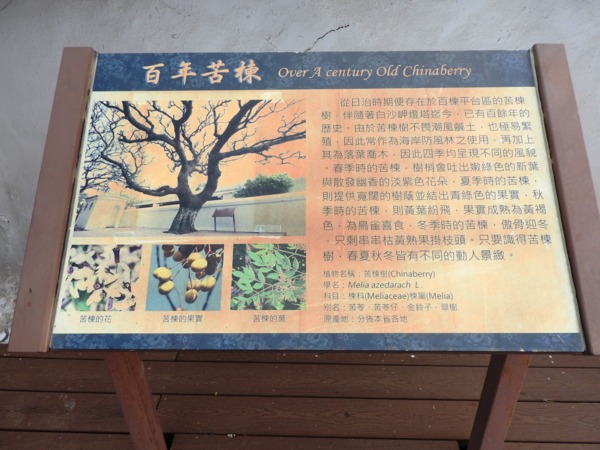 百年苦楝 Over A century Old Chinaberry
從日治時期便存在於百楝平台區的苦楝
樹，伴隨著白沙岬燈塔迄今，已有百餘年的
歷史，由於苦楝樹不畏潮風鹹土，也極易繁
殖，因此常作為海岸防風林之使用，再加上
其為落葉喬木，因此四季均呈現不同的風貌
，春季時的苦楝，樹梢會吐出嫩綠色的新葉
與散發幽香的淡紫色花朵，夏季時的苦楝，
則提供寬闊的樹蔭並結出青綠色的果實，秋
季時的苦楝，則黃葉紛飛，果實成熟為黃褐
色，為鳥雀喜食，冬季時的苦楝，傲骨迎冬
，只剩串串枯黃熟果掛枝頭。只要識得苦楝
樹，春夏秋冬皆有不同的動人景緻。
植物名稱：苦楝樹(Chinaberry)
學名：Melia azedarach L.
科目：楝科(Meliaceae)楝屬(Melia)
別名：苦苓、苦苓仔、金鈴子、翠樹
原產地：分佈本省各地
苦楝的花
苦楝的果實
苦楝的葉